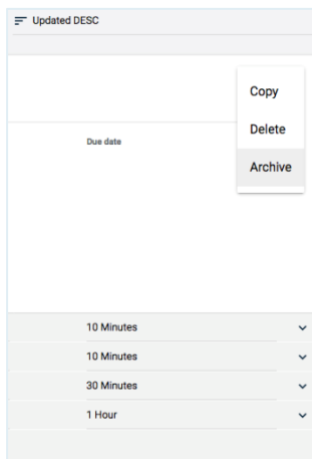 Updated DESC
Copy
Delete
Due date
Archive
10 Minutes
10 Minutes
30 Minutes
1 Hour